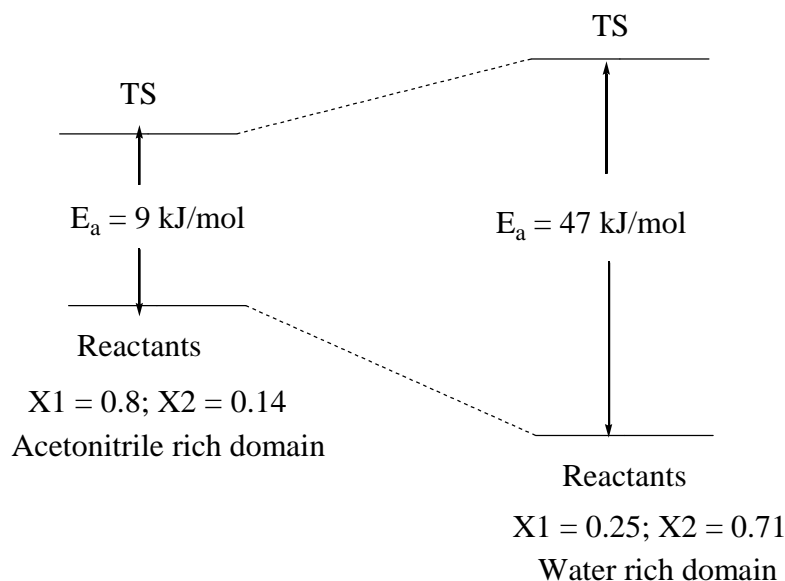 TS
E_a = 9 kJ/mol
Reactants
X1 = 0.8; X2 = 0.14
Acetonitrile rich domain
TS
E_a = 47 kJ/mol
Reactants
X1 = 0.25; X2 = 0.71
Water rich domain